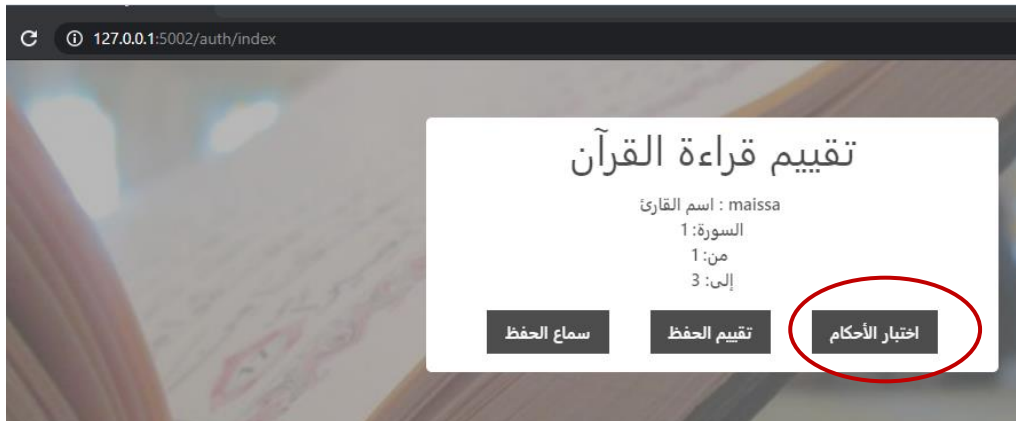 127.0.0.1:5002/auth/index
تقييم قراءة القرآن
maissa : اسم القارئ
السورة: 1
من: 1
إلى: 3
اختبار الأحكام
تقييم الحفظ
سماع الحفظ